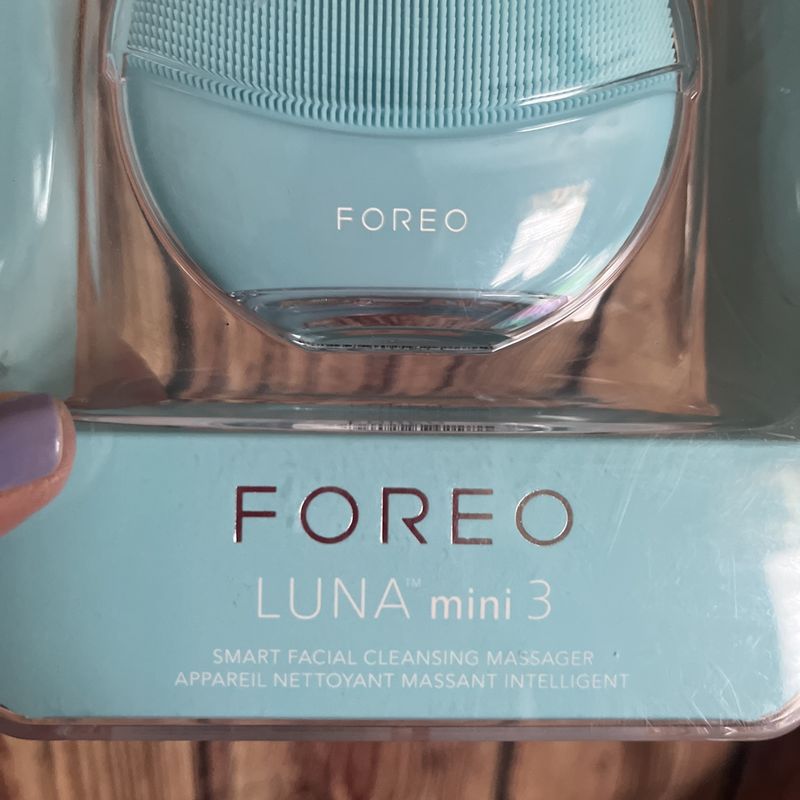 FOREO
FOREO
LUNA™ mini 3
SMART FACIAL CLEANSING MASSAGER
APPAREIL NETTOYANT MASSANT INTELLIGENT